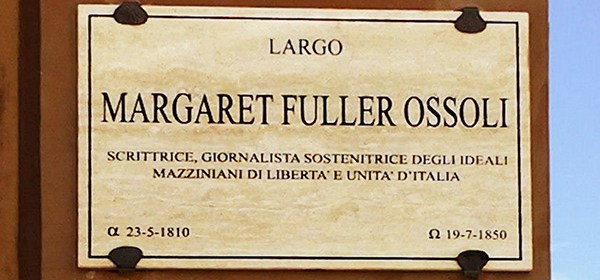 LARGO
MARGARET FULLER OSSOLI
SCRITTRICE, GIORNALISTA SOSTENITRICE DEGLI IDEALI
MAZZINIANI DI LIBERTA' E UNITA' D'ITALIA
α 23-5-1810 Ω 19-7-1850